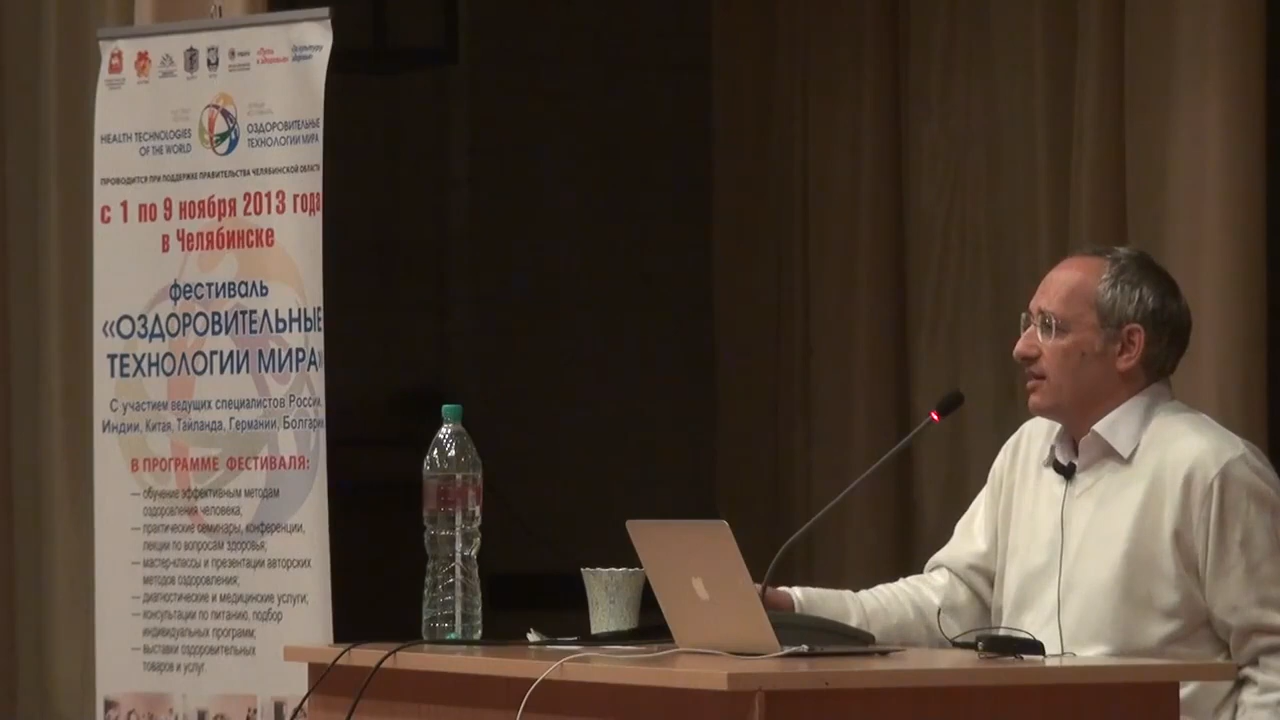 «Пути к здоровью»
HEALTH TECHNOLOGIES
OF THE WORLD
ОЗДОРОВИТЕЛЬНЫЕ
ТЕХНОЛОГИИ МИРА
ПРОВОДИТСЯ ПРИ ПОДДЕРЖКЕ ПРАВИТЕЛЬСТВА ЧЕЛЯБИНСКОЙ ОБЛАСТИ
с 1 по 9 ноября 2013 года
в Челябинске
фестиваль
«ОЗДОРОВИТЕЛЬНЫЕ
ТЕХНОЛОГИИ МИРА»
С участием ведущих специалистов России,
Индии, Китая, Тайланда, Германии, Болгарии
В ПРОГРАММЕ ФЕСТИВАЛЯ:
— обучение эффективным методам
оздоровления человека;
— практические семинары, конференции,
лекции по вопросам здоровья;
— мастер-классы и презентации авторских
методов оздоровления;
— диагностические и медицинские услуги;
— консультации по питанию, подбор
индивидуальных программ;
— выставки оздоровительных
товаров и услуг.